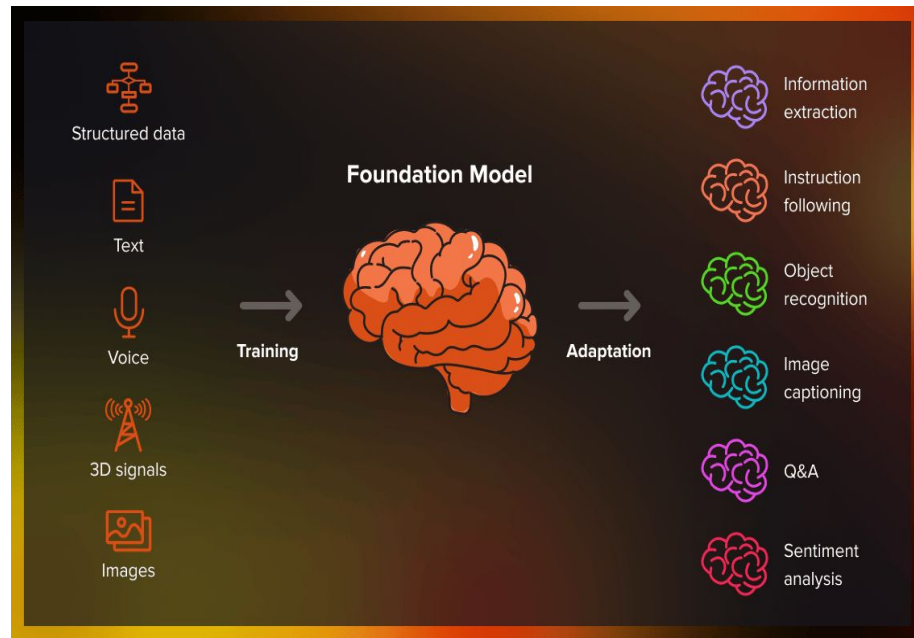 Structured data
Text
Voice
3D signals
Images
Foundation Model
Training
Adaptation
Information
extraction
Instruction
following
Object
recognition
Image
captioning
Q&A
Sentiment
analysis